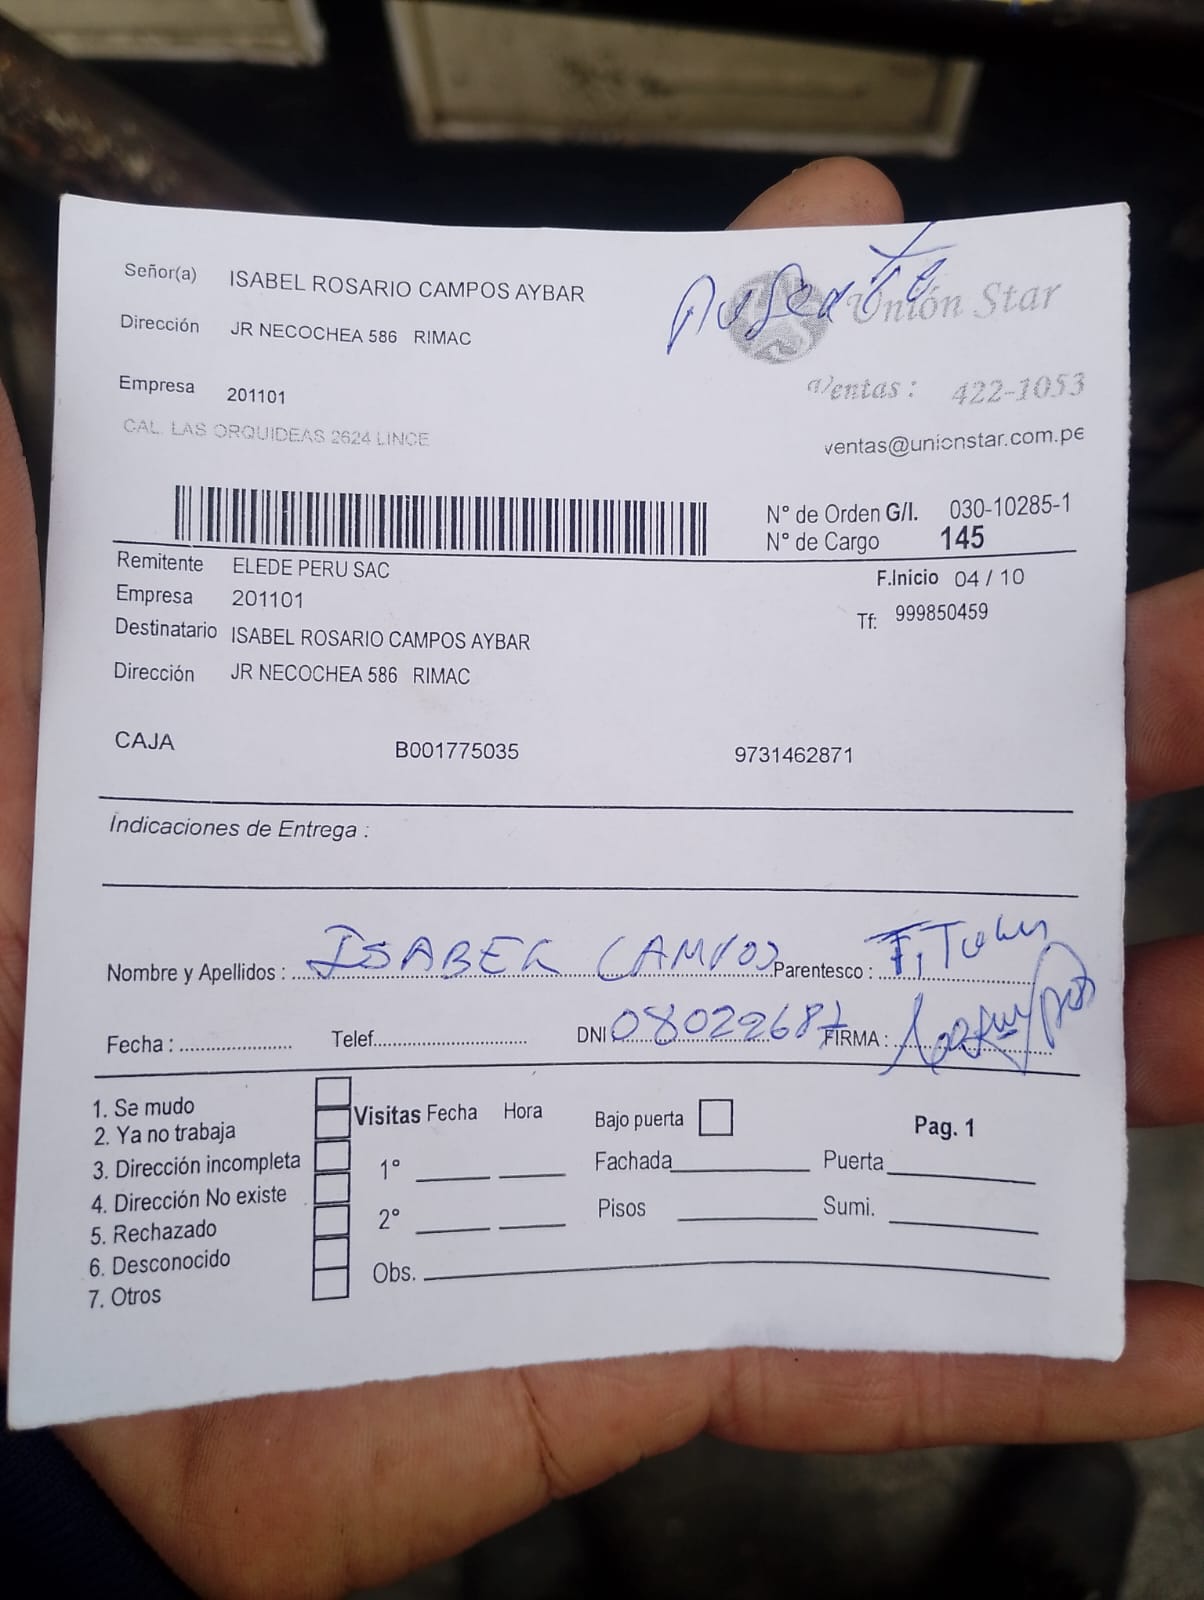 Señor(a) ISABEL ROSARIO CAMPOS AYBAR
Ausente
Unión Star
Dirección JR NECOCHEA 586 RIMAC
Ventas : 422-1053
Empresa 201101
CAL. LAS ORQUIDEAS 2624 LINCE
ventas@unionstar.com.pe
N° de Orden G/I. 030-10285-1
N° de Cargo 145
Remitente ELEDE PERU SAC
F.Inicio 04 / 10
Empresa 201101
Tf: 999850459
Destinatario ISABEL ROSARIO CAMPOS AYBAR
Dirección JR NECOCHEA 586 RIMAC
CAJA B001775035 9731462871
Indicaciones de Entrega :
Nombre y Apellidos : ISABEL CAMPOS Parentesco : Titular
Fecha : Telef. DNI 08022687 FIRMA :
1. Se mudo
2. Ya no trabaja
3. Dirección incompleta
4. Dirección No existe
5. Rechazado
6. Desconocido
7. Otros
Visitas Fecha Hora Bajo puerta Pag. 1
1° Fachada Puerta
2° Pisos Sumi.
Obs.